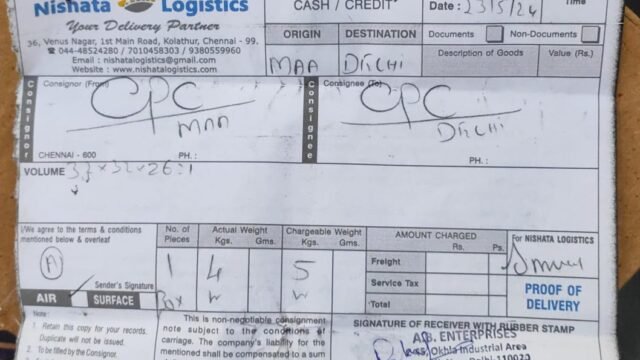 Nishata Logistics
Your Delivery Partner
36, Venus Nagar, 1st Main Road, Kolathur, Chennai - 99.
☎ 044-48524280 / 7010458303 / 9380559960
Email : nishatalogistics@gmail.com
Website : www.nishatalogistics.com
CASH / CREDIT
Date : 23/5/24
Time
ORIGIN DESTINATION
MAA DELHI
Documents Non-Documents
Description of Goods Value (Rs.)
Consignor
Consignor (From)
CPC
MAA
CHENNAI - 600 PH. :
Consignee
Consignee (To)
CPC
DELHI
PH. :
VOLUME 37×32×26=1
I/We agree to the terms & conditions
mentioned below & overleaf
A
Sender's Signature
AIR SURFACE
No. of Pieces
1
Box
Actual Weight
Kgs. Gms.
4
Chargeable Weight
Kgs. Gms.
5
AMOUNT CHARGED
Rs. Ps.
Freight
Service Tax
Total
For NISHATA LOGISTICS
PROOF OF
DELIVERY
Note :
1. Retain this copy for your records.
Duplicate will not be issued.
2. To be filled by the Consignor.
This is non-negotiable consignment
note subject to the conditions of
carriage. The company's liability for
the mentioned shall be compensated to a sum
SIGNATURE OF RECEIVER WITH RUBBER STAMP
A.B. ENTERPRISES
Okhla Industrial Area
110020